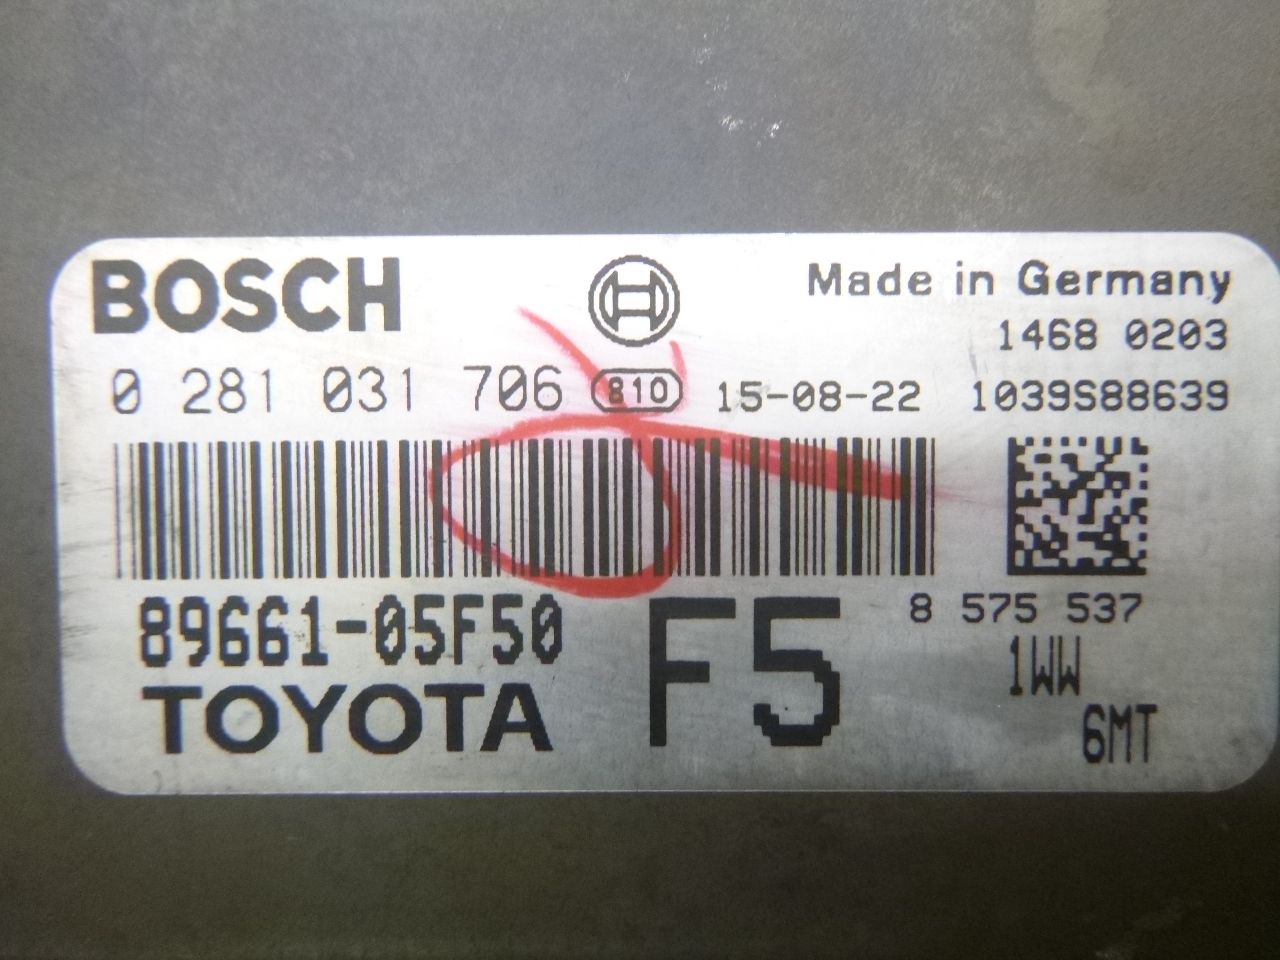 BOSCH
Made in Germany
1468 0203
0 281 031 706 810 15-08-22 1039S88639
89661-05F50
F5
8 575 537
TOYOTA
1WW
6MT